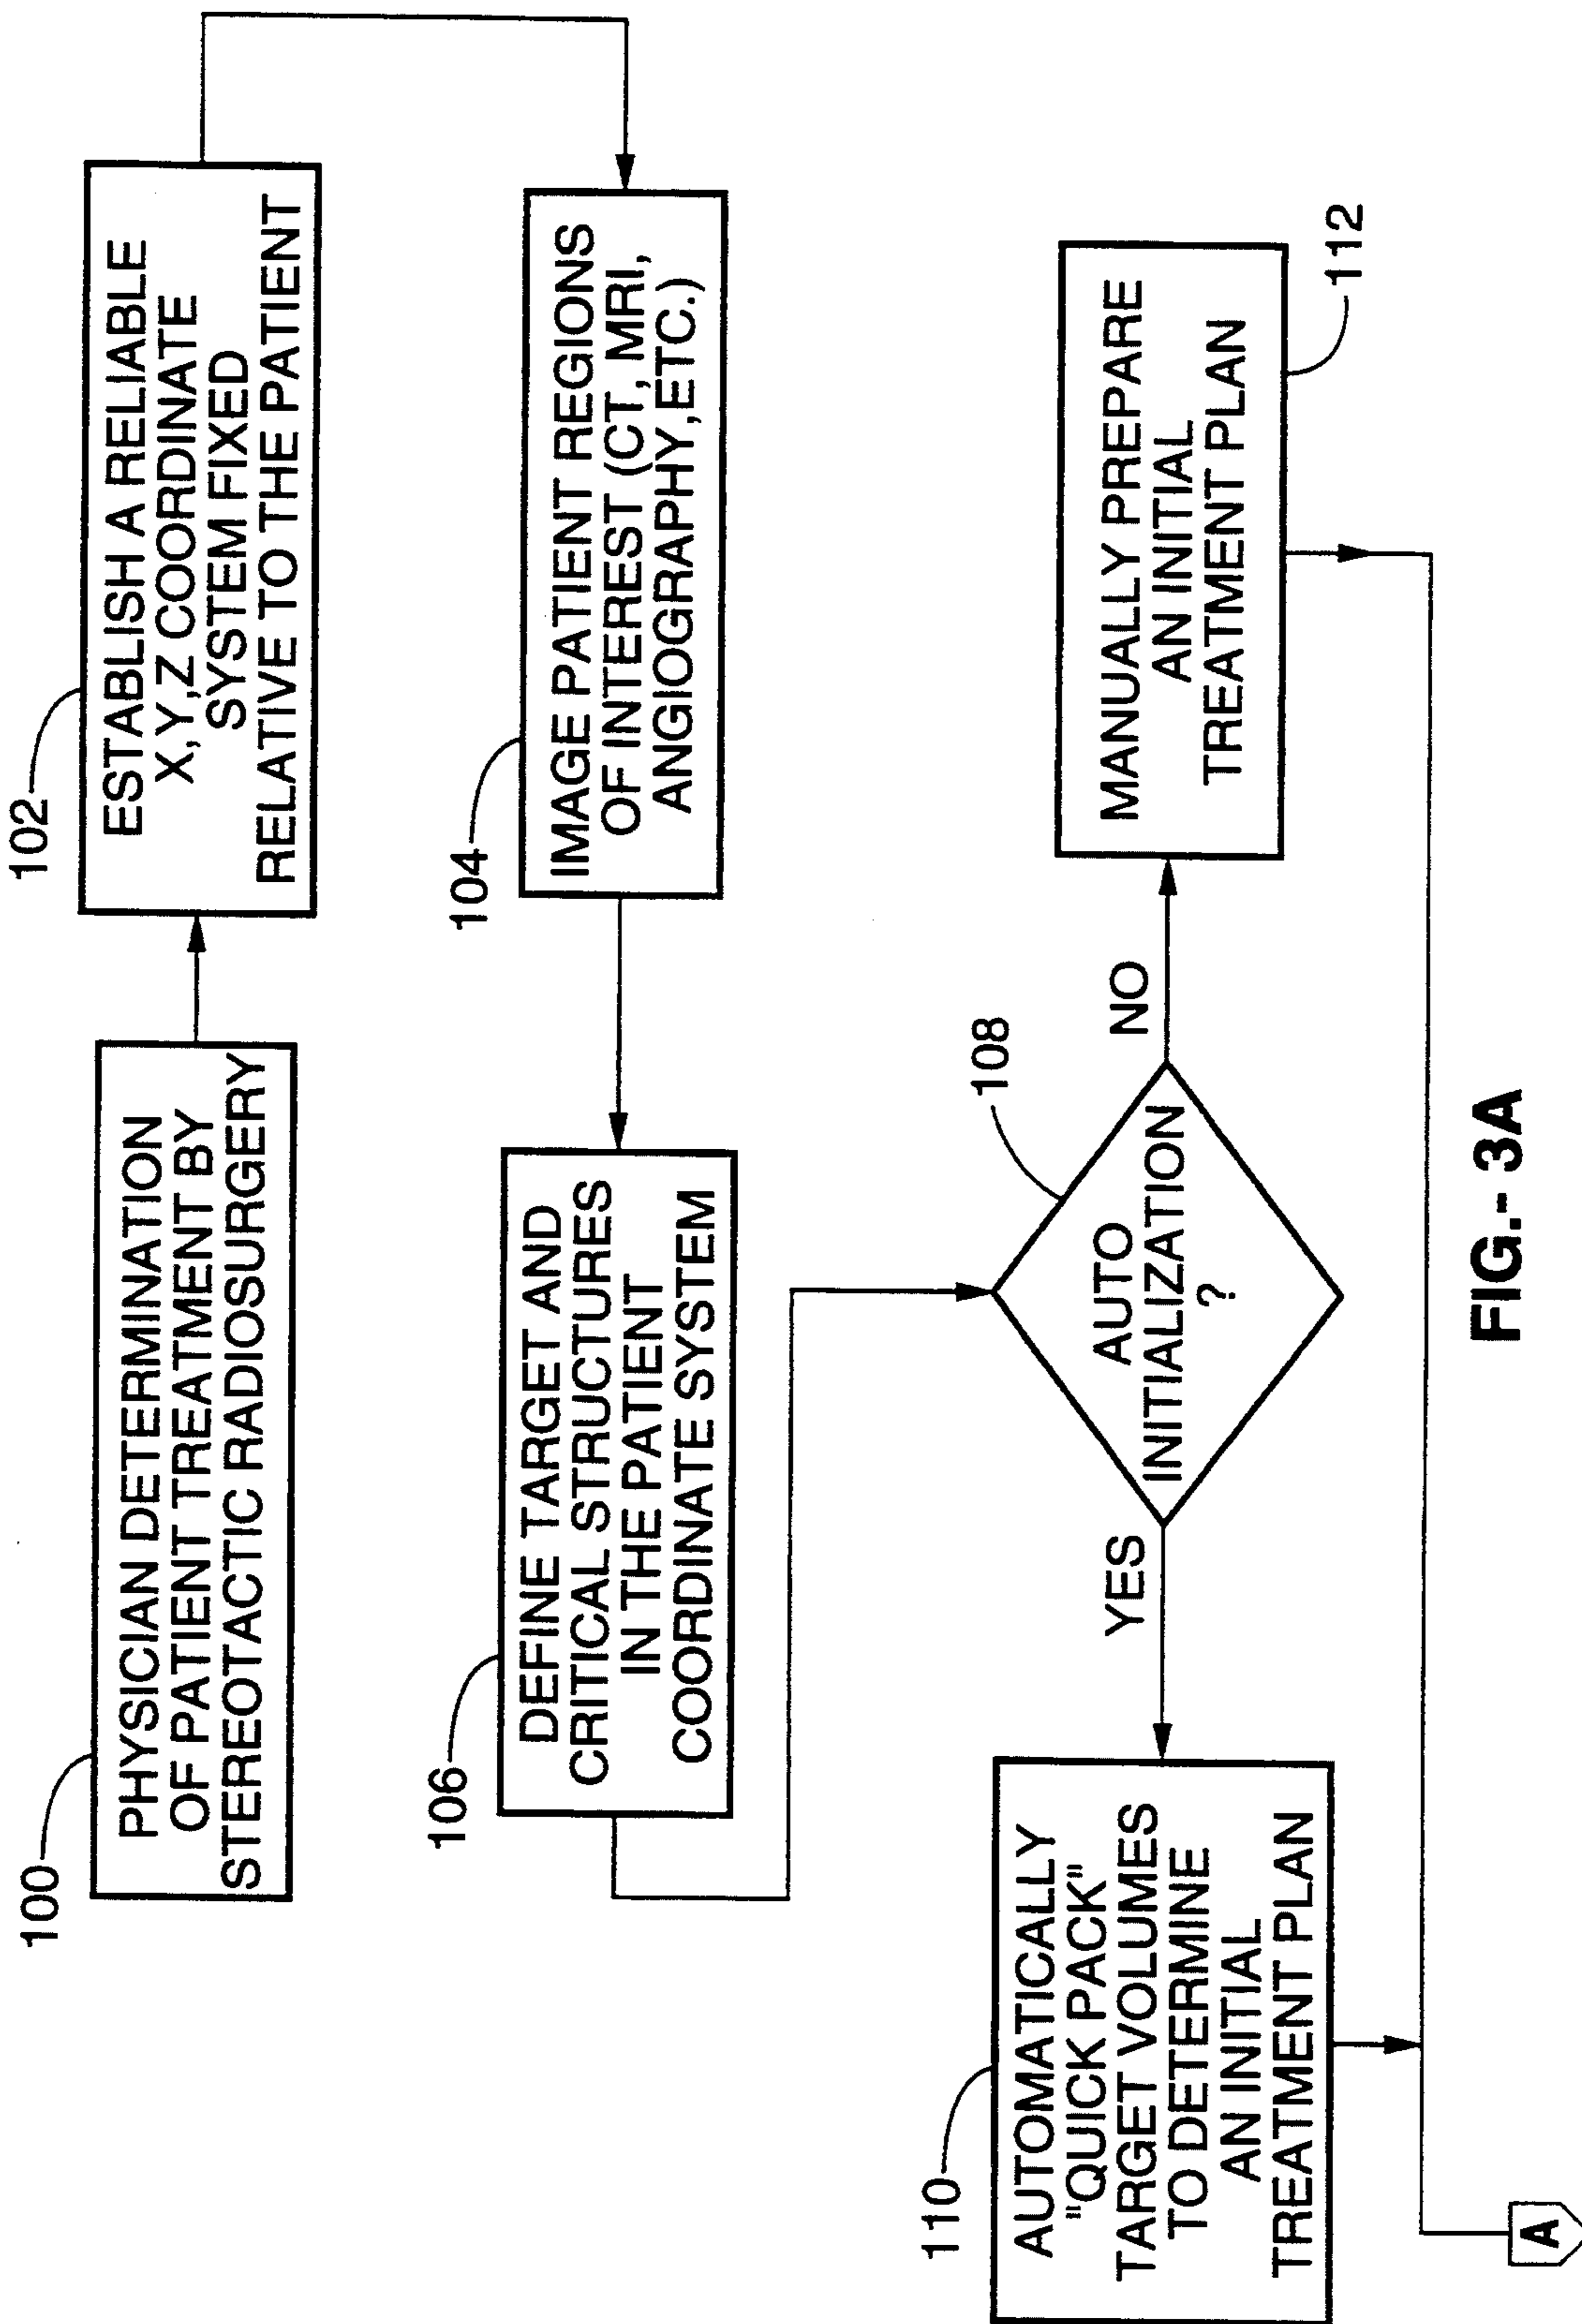 100
PHYSICIAN DETERMINATION
OF PATIENT TREATMENT BY
STEREOTACTIC RADIOSURGERY
102
ESTABLISH A RELIABLE
X,Y,Z COORDINATE
SYSTEM FIXED
RELATIVE TO THE PATIENT
104
IMAGE PATIENT REGIONS
OF INTEREST (CT, MRI,
ANGIOGRAPHY,ETC.)
106
DEFINE TARGET AND
CRITICAL STRUCTURES
IN THE PATIENT
COORDINATE SYSTEM
108
AUTO
INITIALIZATION
?
YES
NO
110
AUTOMATICALLY
"QUICK PACK"
TARGET VOLUMES
TO DETERMINE
AN INITIAL
TREATMENT PLAN
MANUALLY PREPARE
AN INITIAL
TREATMENT PLAN
112
A
FIG.- 3A